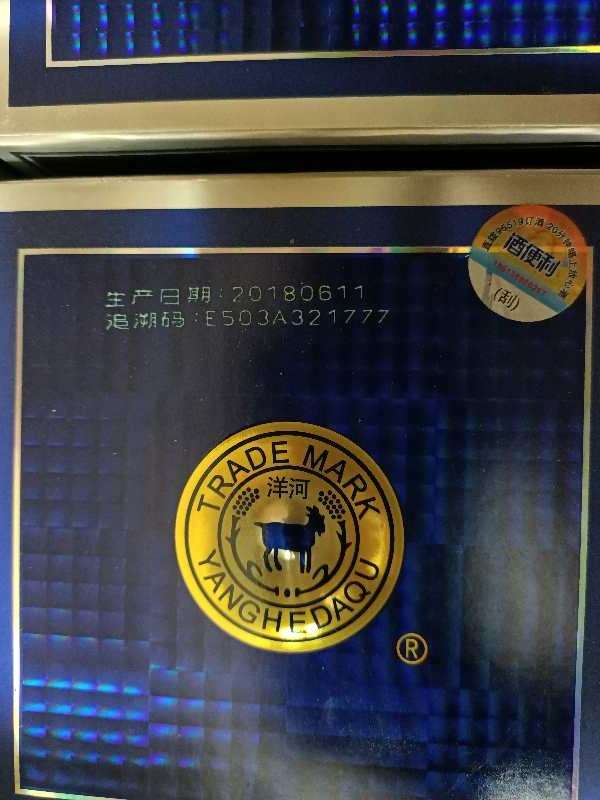 酒便利
(刮)
生产日期:20180611
追溯码:E503A321777
TRADE MARK
洋河
YANGHEDAQU
®